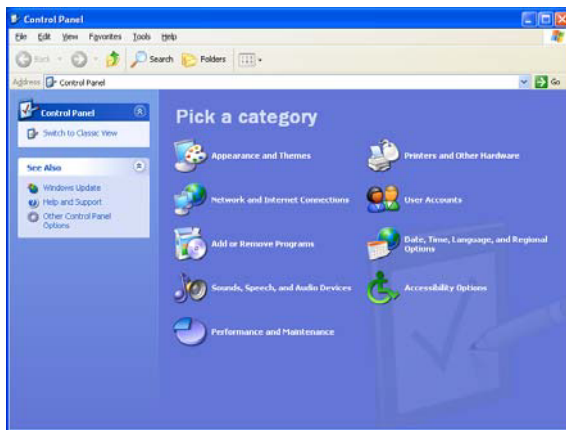 Control Panel
File Edit View Favorites Tools Help
Back Search Folders
Address Control Panel Go
Control Panel
Switch to Classic View
See Also
Windows Update
Help and Support
Other Control Panel
Options
Pick a category
Appearance and Themes
Printers and Other Hardware
Network and Internet Connections
User Accounts
Add or Remove Programs
Date, Time, Language, and Regional
Options
Sounds, Speech, and Audio Devices
Accessibility Options
Performance and Maintenance